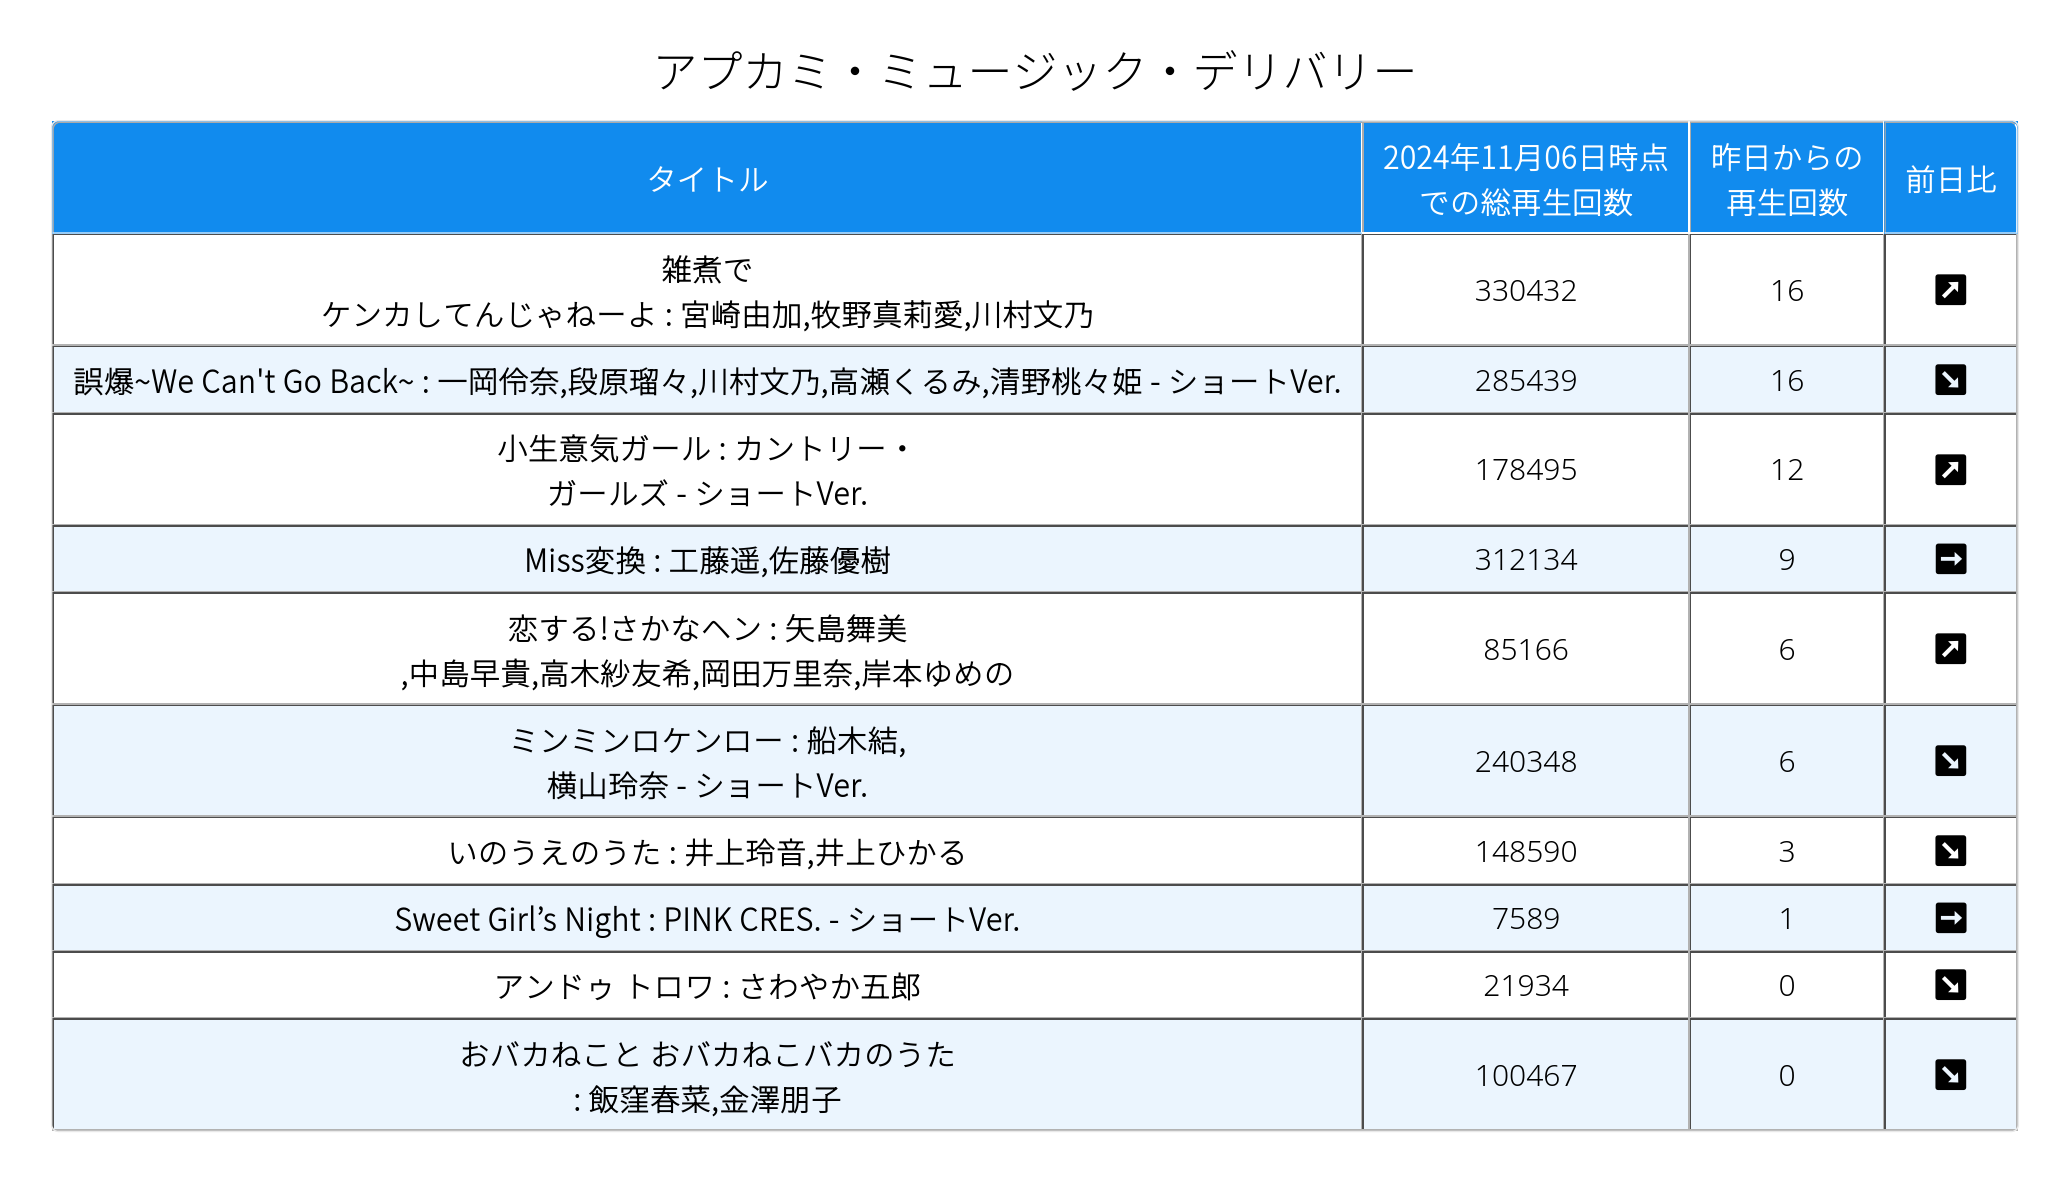 アプカミ・ミュージック・デリバリー
タイトル
2024年11月06日時点
での総再生回数
昨日からの
再生回数
前日比
雑煮で
ケンカしてんじゃねーよ : 宮崎由加,牧野真莉愛,川村文乃
330432
16
誤爆~We Can't Go Back~ : 一岡伶奈,段原瑠々,川村文乃,高瀬くるみ,清野桃々姫 - ショートVer.
285439
16
小生意気ガール : カントリー・
ガールズ - ショートVer.
178495
12
Miss変換 : 工藤遥,佐藤優樹
312134
9
恋する!さかなヘン : 矢島舞美
,中島早貴,高木紗友希,岡田万里奈,岸本ゆめの
85166
6
ミンミンロケンロー : 船木結,
横山玲奈 - ショートVer.
240348
6
いのうえのうた : 井上玲音,井上ひかる
148590
3
Sweet Girl’s Night : PINK CRES. - ショートVer.
7589
1
アンドゥ トロワ : さわやか五郎
21934
0
おバカねこと おバカねこバカのうた
: 飯窪春菜,金澤朋子
100467
0